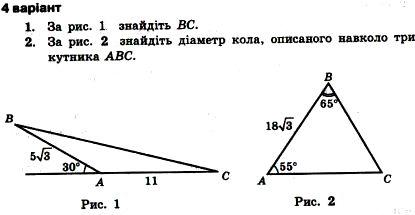 4 варіант
1. За рис. 1 знайдіть BC.
2. За рис. 2 знайдіть діаметр кола, описаного навколо три
кутника ABC.
B
5√3
30°
A
11
C
Рис. 1
B
65°
18√3
55°
A
C
Рис. 2